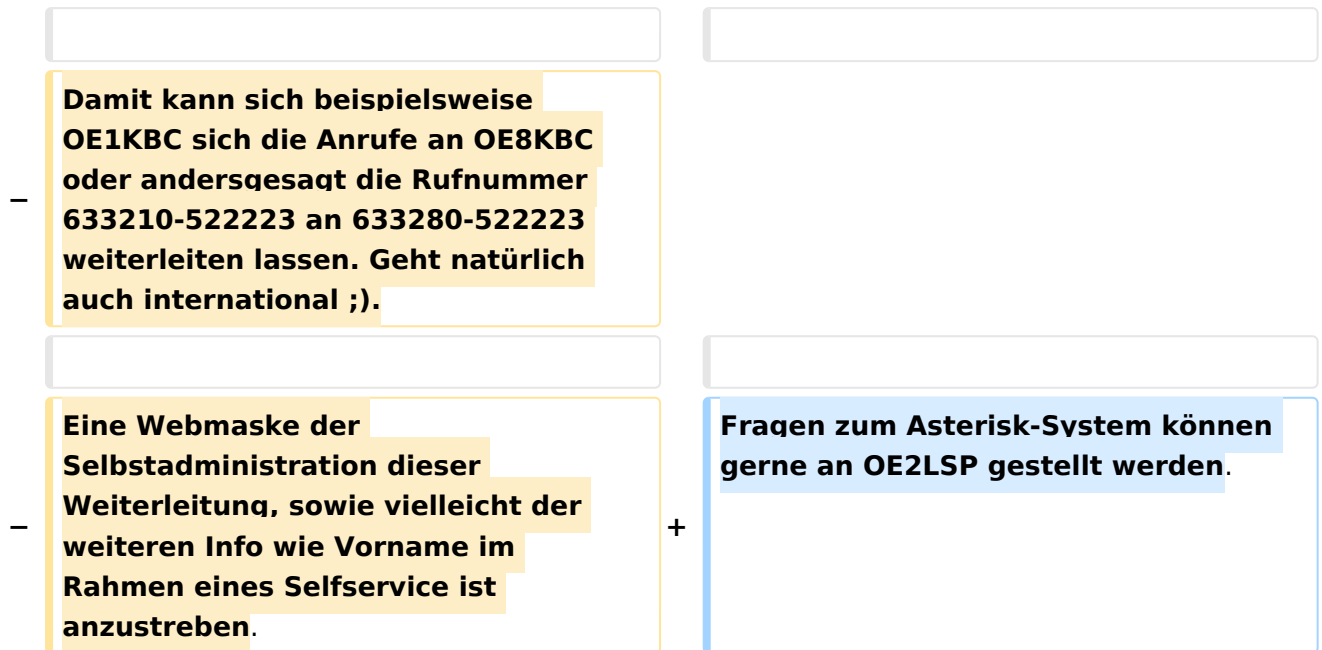 Damit kann sich beispielsweise
OE1KBC sich die Anrufe an OE8KBC
oder andersgesagt die Rufnummer
− 633210-522223 an 633280-522223
weiterleiten lassen. Geht natürlich
auch international ;).
Eine Webmaske der
Selbstadministration dieser
Weiterleitung, sowie vielleicht der
− weiteren Info wie Vorname im
Rahmen eines Selfservice ist
anzustreben.
+ Fragen zum Asterisk-System können
gerne an OE2LSP gestellt werden.